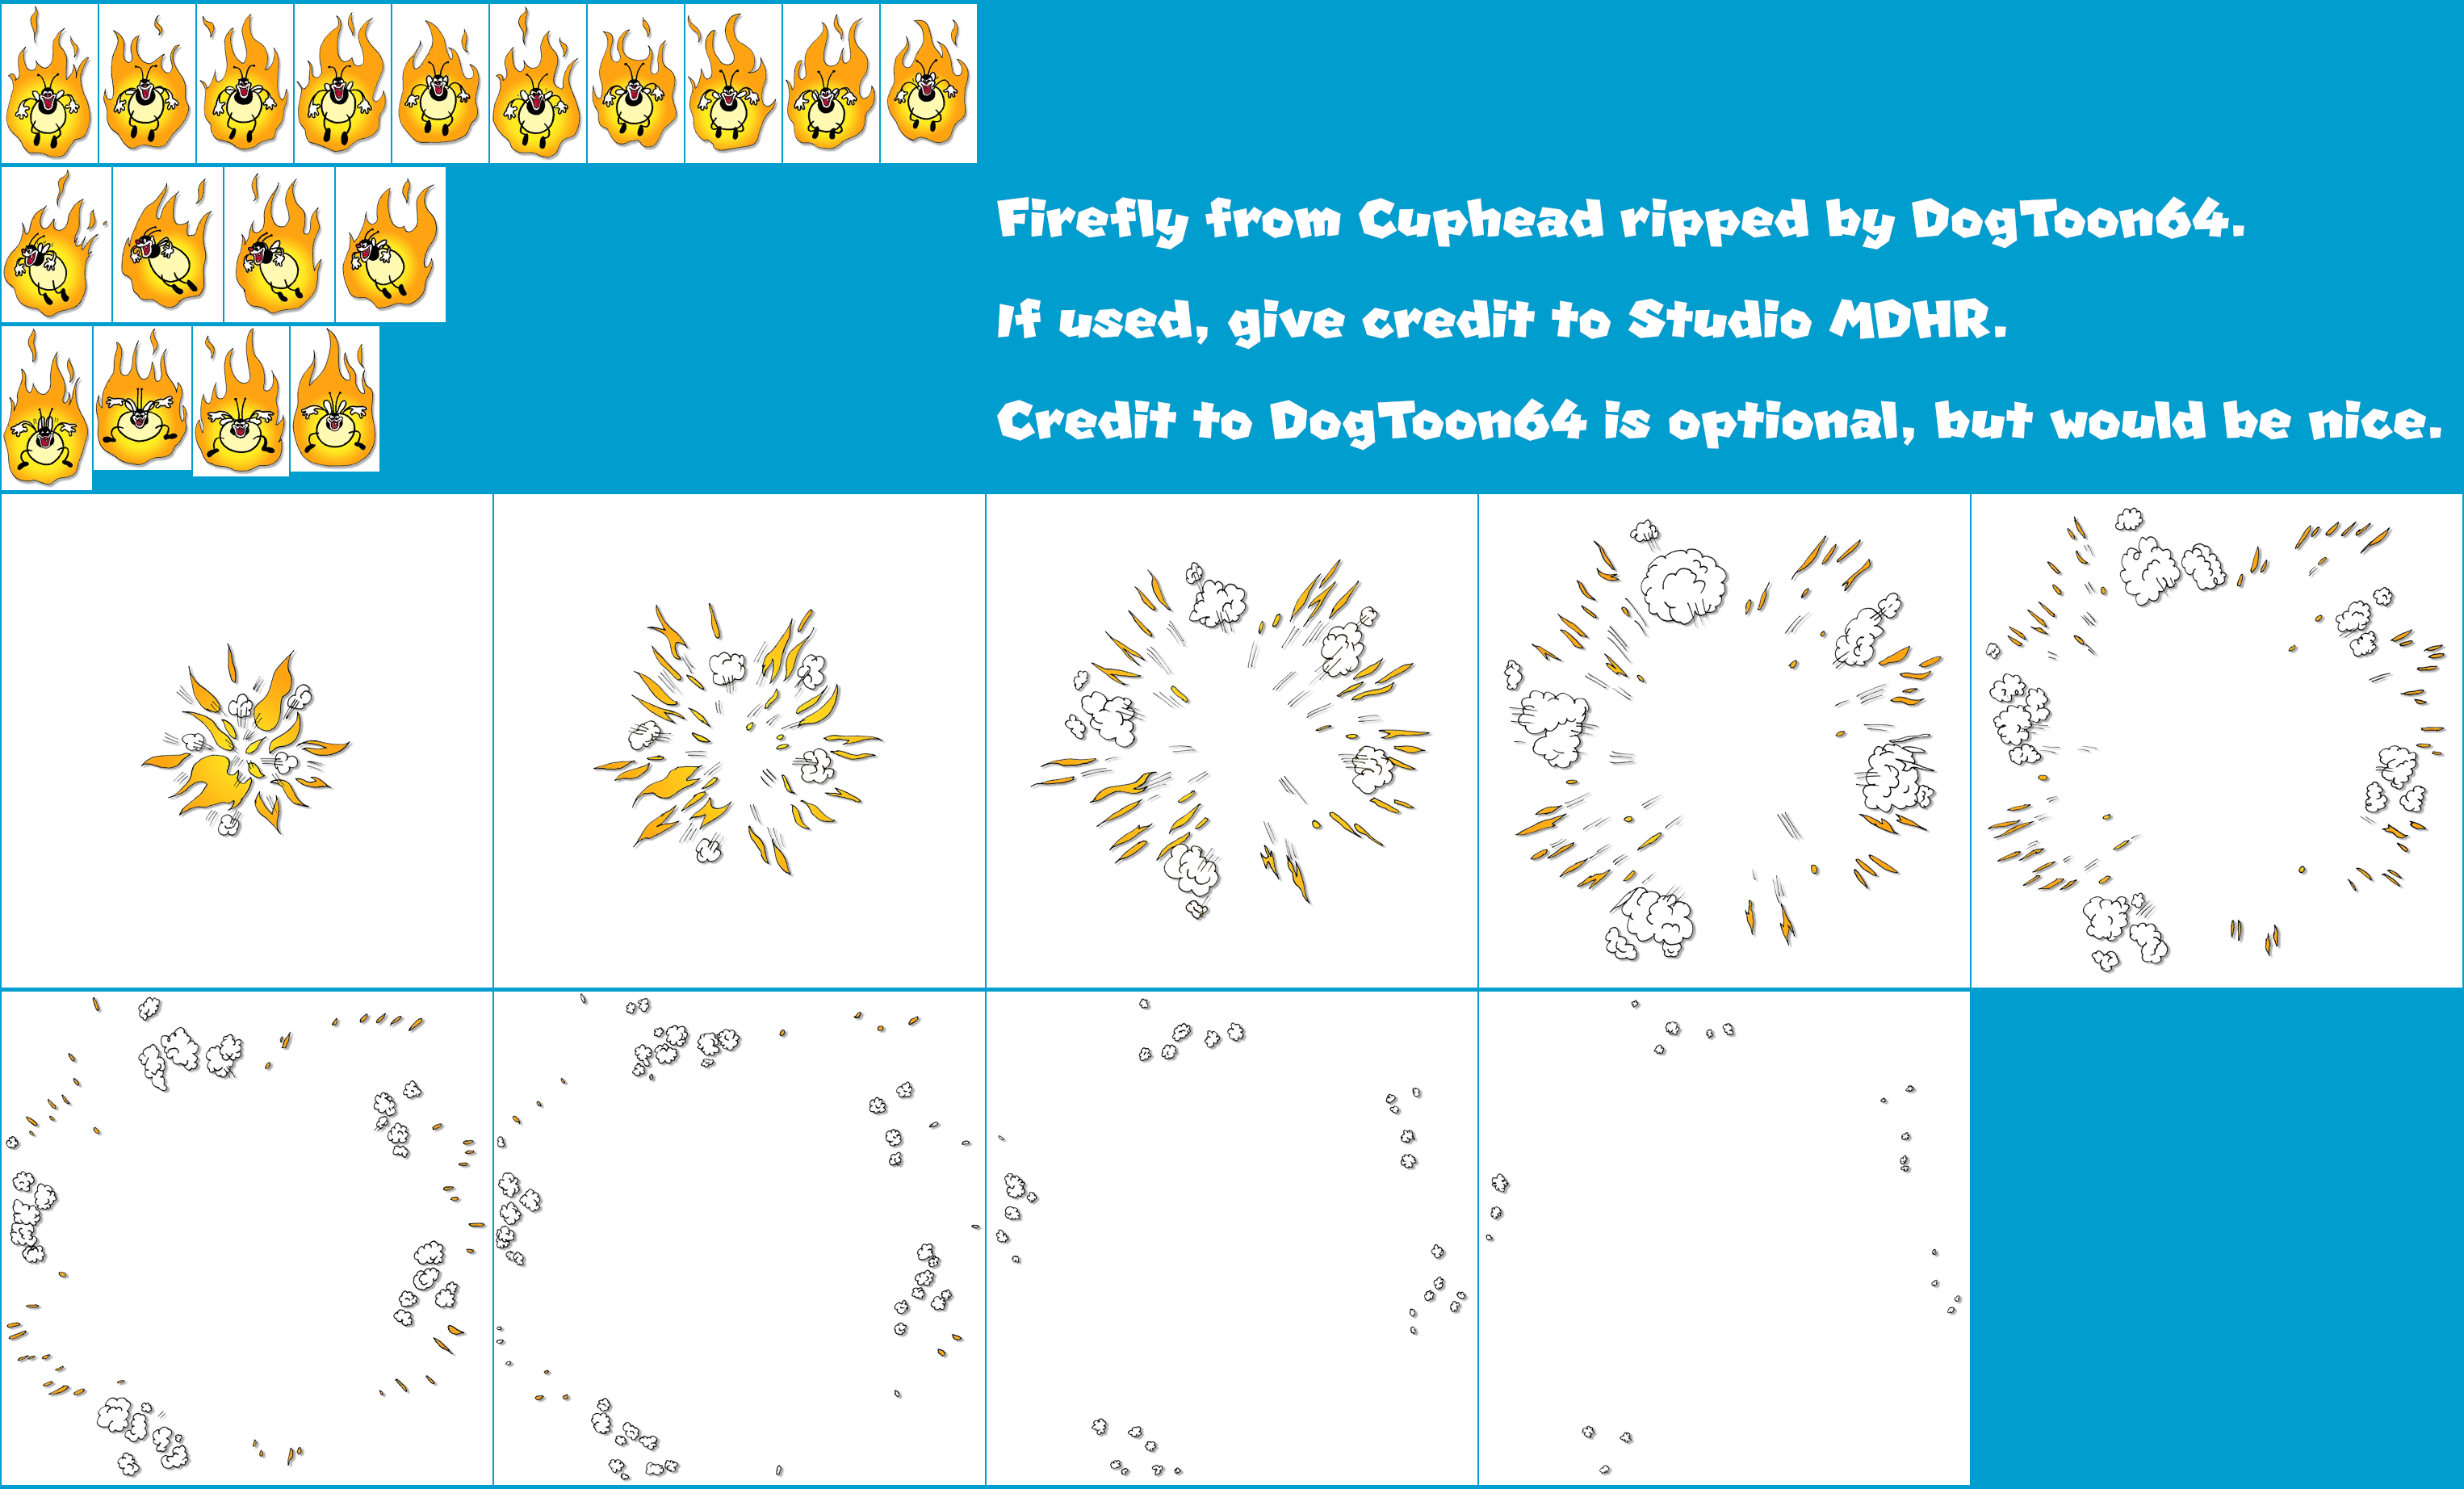 Firefly from Cuphead ripped by DogToon64.
If used, give credit to Studio MDHR.
Credit to DogToon64 is optional, but would be nice.